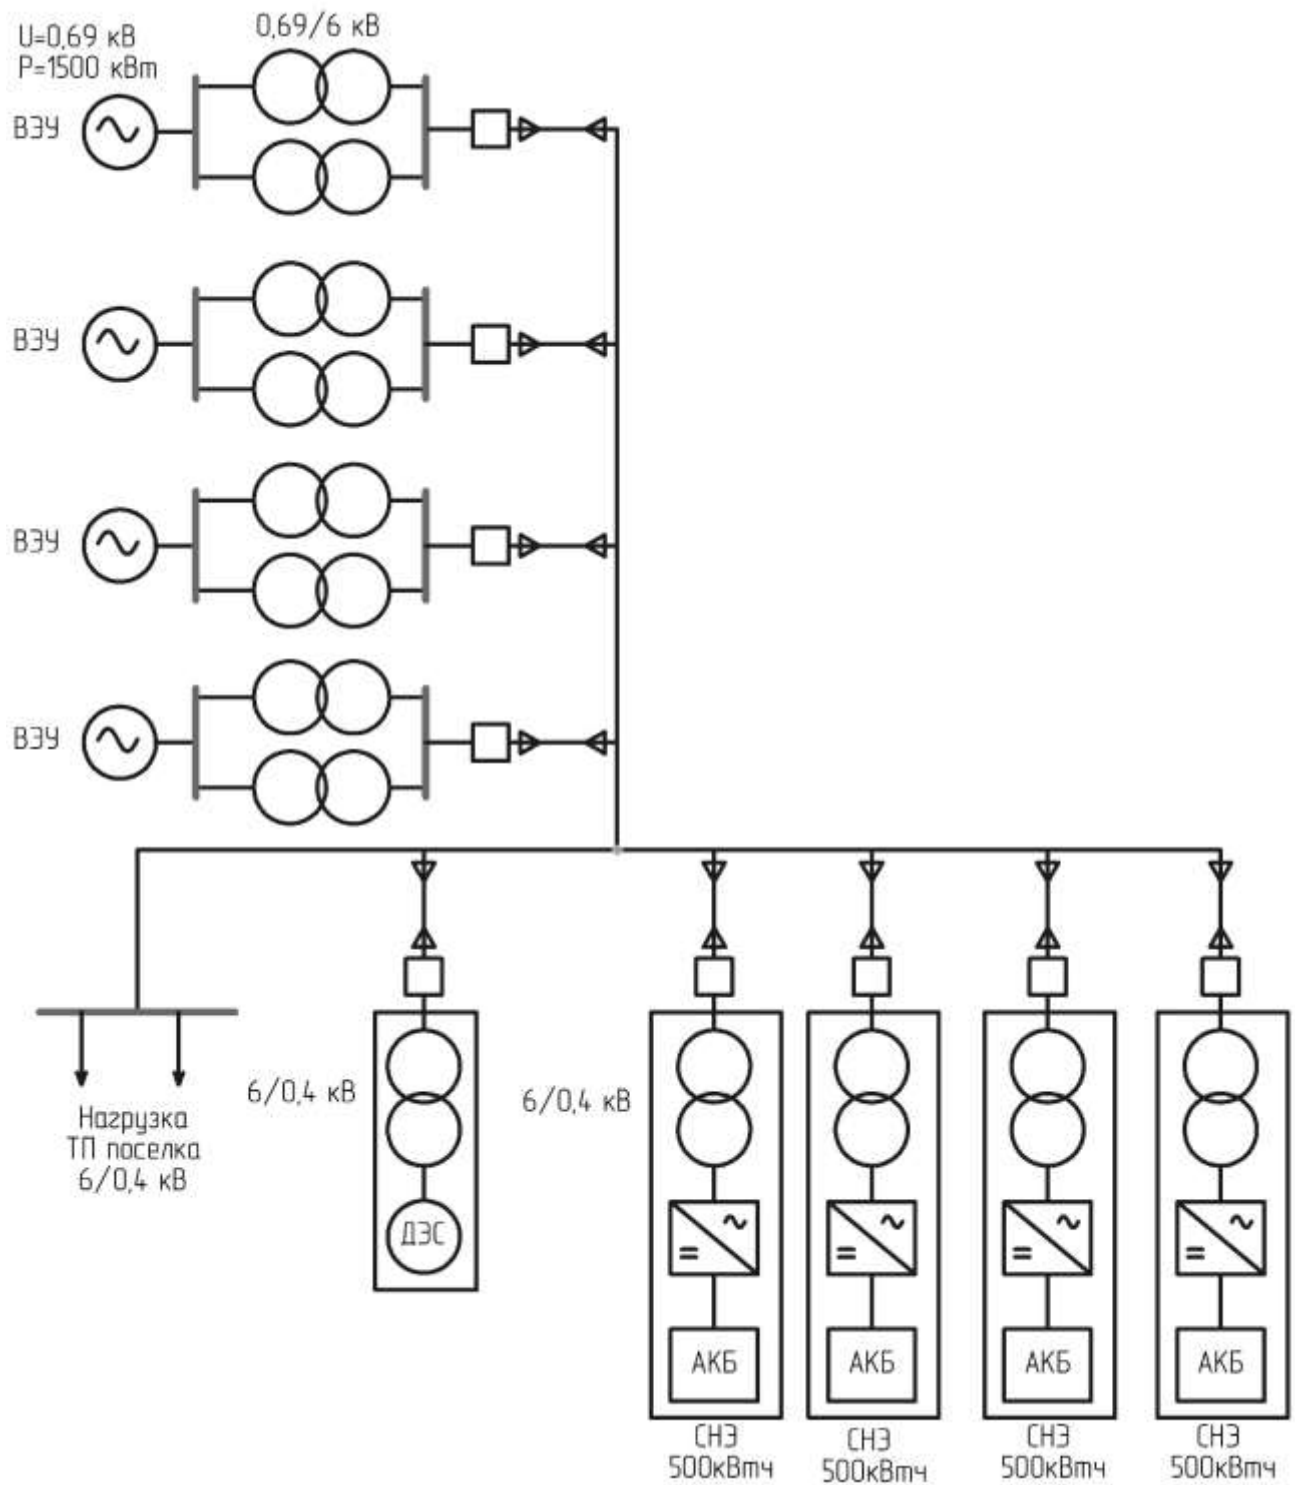 U=0,69 кВ
P=1500 кВт
0,69/6 кВ
ВЭУ
ВЭУ
ВЭУ
ВЭУ
6/0,4 кВ
6/0,4 кВ
Нагрузка
ТП поселка
6/0,4 кВ
ДЭС
АКБ
АКБ
АКБ
АКБ
СНЭ
500кВтч
СНЭ
500кВтч
СНЭ
500кВтч
СНЭ
500кВтч